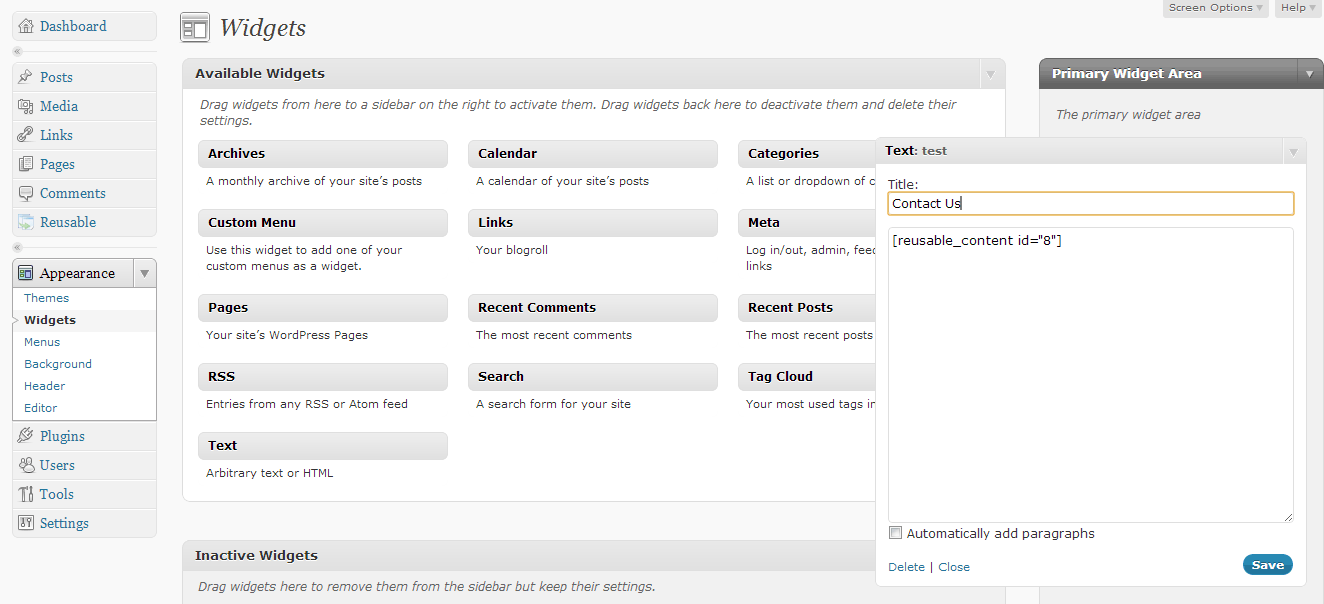 Screen Options
Help
Dashboard
Posts
Media
Links
Pages
Comments
Reusable
Appearance
Themes
Widgets
Menus
Background
Header
Editor
Plugins
Users
Tools
Settings
Widgets
Available Widgets
Drag widgets from here to a sidebar on the right to activate them. Drag widgets back here to deactivate them and delete their
settings.
Archives
A monthly archive of your site's posts
Calendar
A calendar of your site's posts
Categories
A list or dropdown of
Custom Menu
Use this widget to add one of your
custom menus as a widget.
Links
Your blogroll
Meta
Log in/out, admin,
links
Pages
Your site's WordPress Pages
Recent Comments
The most recent comments
Recent Posts
The most recent posts
RSS
Entries from any RSS or Atom feed
Search
A search form for your site
Tag Cloud
Your most used tags in
Text
Arbitrary text or HTML
Inactive Widgets
Drag widgets here to remove them from the sidebar but keep their settings.
Primary Widget Area
The primary widget area
Text: test
Title:
Contact Us
[reusable_content id="8"]
Automatically add paragraphs
Delete | Close
Save